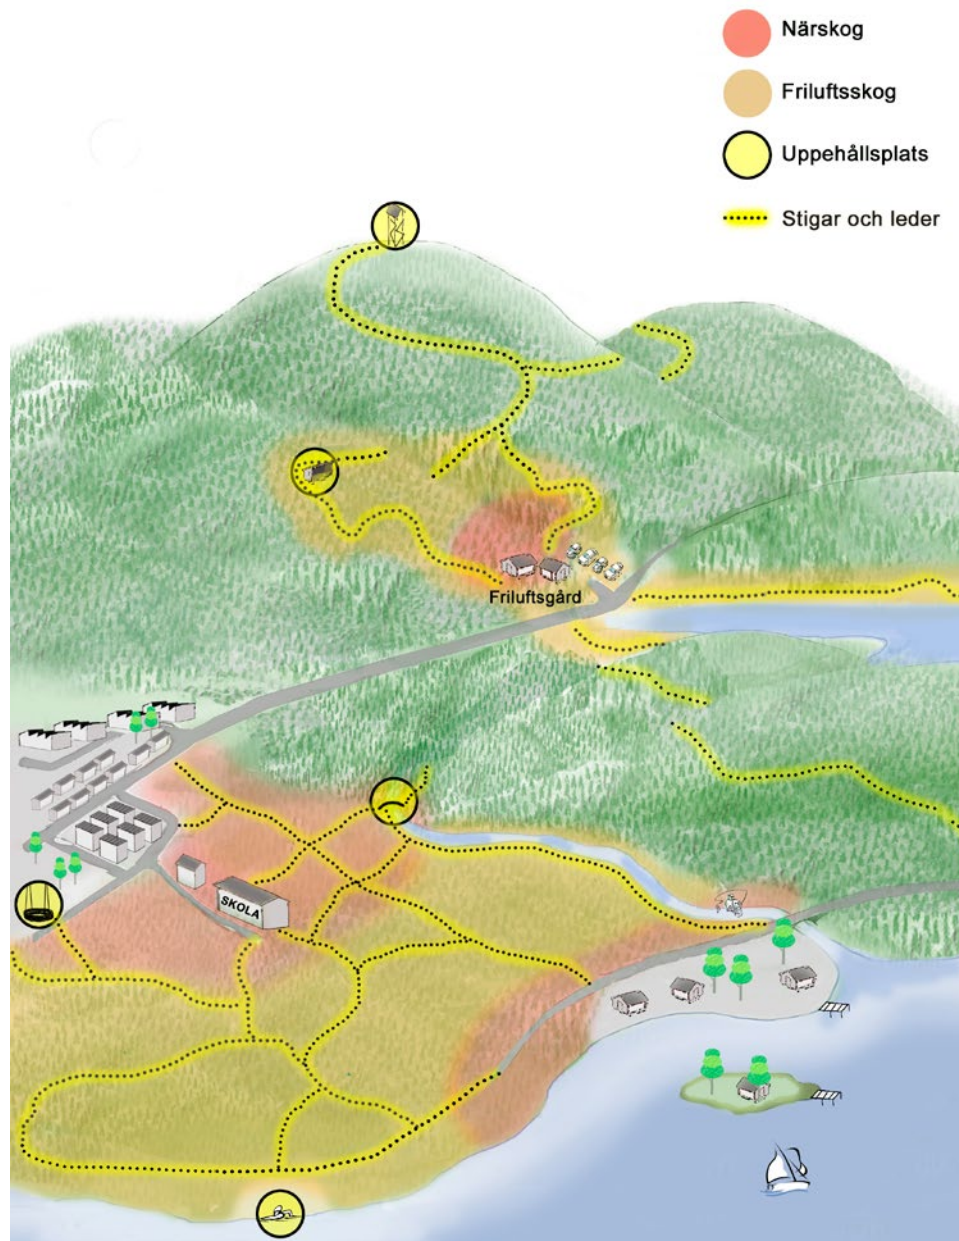 Närskog
Friluftsskog
Uppehållsplats
Stigar och leder
Friluftsgård
SKOLA